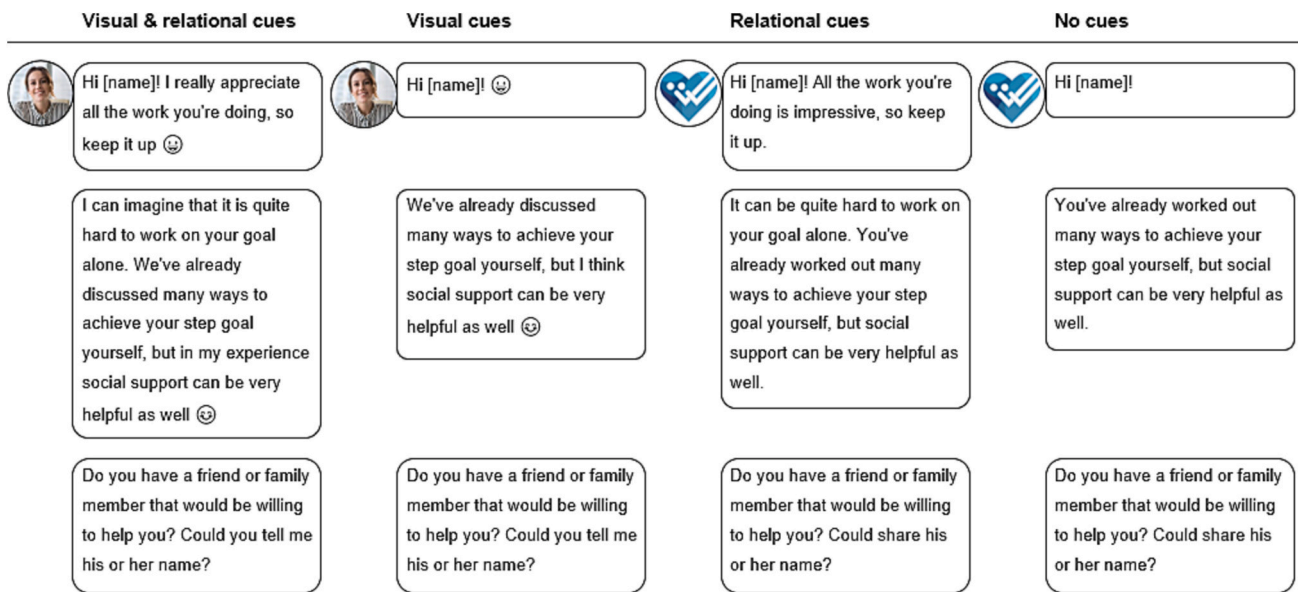 Visual & relational cues
Visual cues
Relational cues
No cues
Hi [name]! I really appreciate
all the work you're doing, so
keep it up 😀
Hi [name]! 😀
Hi [name]! All the work you're
doing is impressive, so keep
it up.
Hi [name]!
I can imagine that it is quite
hard to work on your goal
alone. We've already
discussed many ways to
achieve your step goal
yourself, but in my experience
social support can be very
helpful as well 😊
We've already discussed
many ways to achieve your
step goal yourself, but I think
social support can be very
helpful as well 😊
It can be quite hard to work on
your goal alone. You've
already worked out many
ways to achieve your step
goal yourself, but social
support can be very helpful as
well.
You've already worked out
many ways to achieve your
step goal yourself, but social
support can be very helpful as
well.
Do you have a friend or family
member that would be willing
to help you? Could you tell me
his or her name?
Do you have a friend or family
member that would be willing
to help you? Could you tell me
his or her name?
Do you have a friend or family
member that would be willing
to help you? Could share his
or her name?
Do you have a friend or family
member that would be willing
to help you? Could share his
or her name?